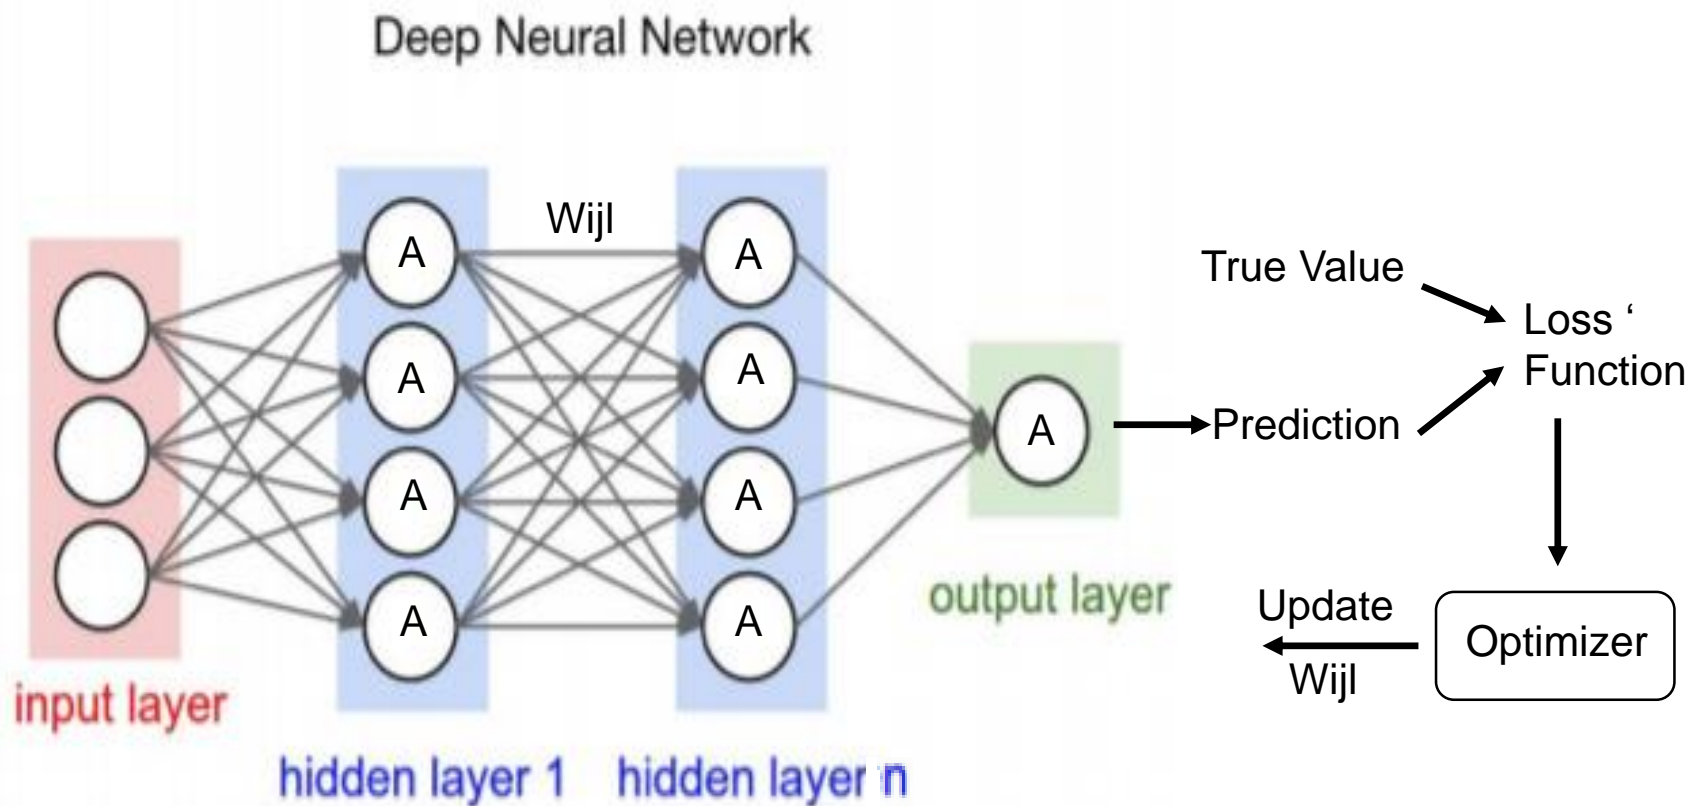 Deep Neural Network
Wijl
A
A
A
A
A
A
A
A
A
input layer
hidden layer 1
hidden layer n
output layer
True Value
Prediction
Loss ‘
Function
Optimizer
Update
Wijl